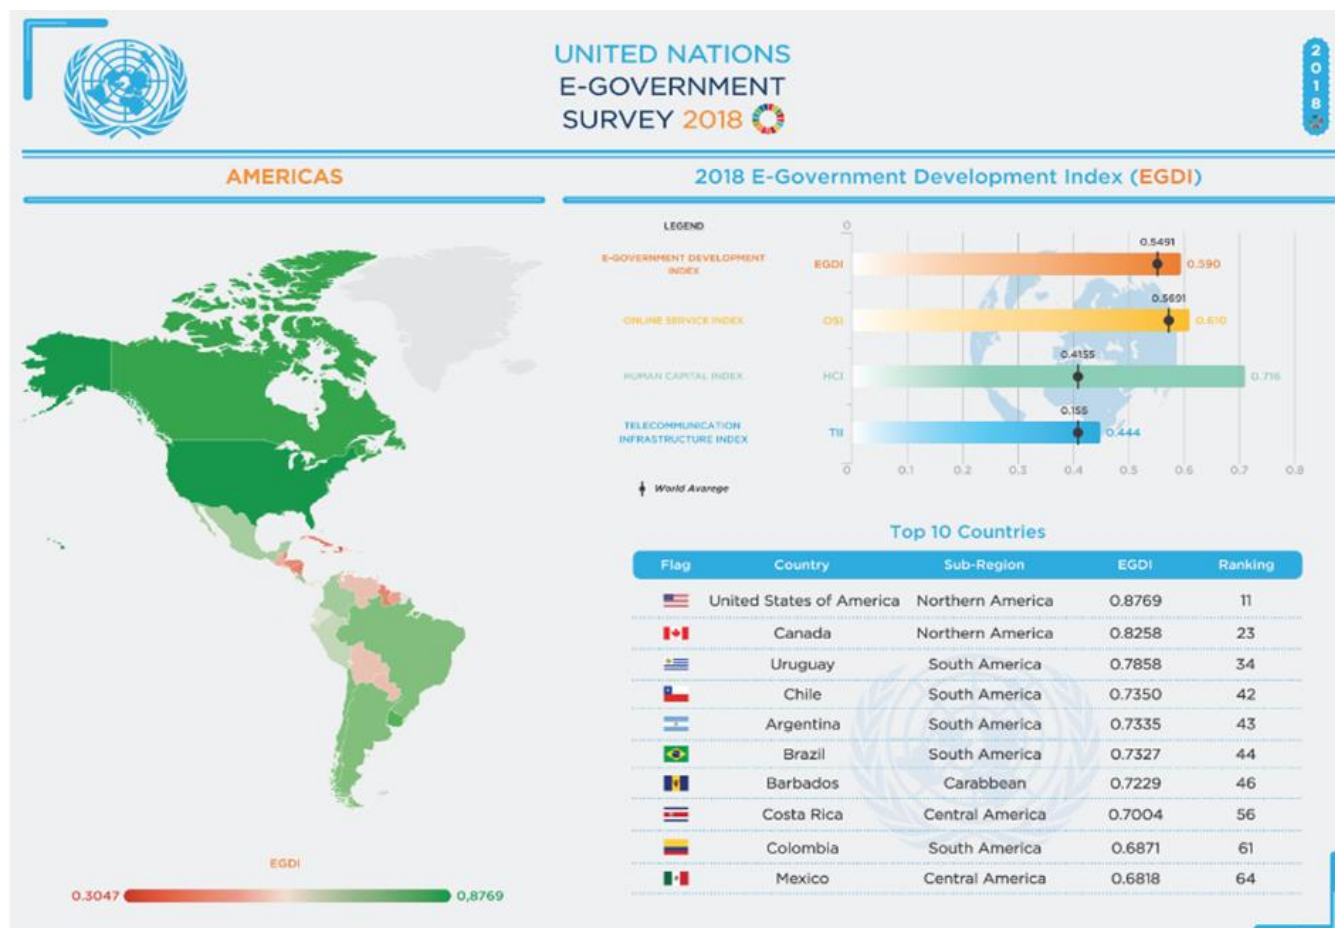 UNITED NATIONS
E-GOVERNMENT
SURVEY 2018
2018
AMERICAS
2018 E-Government Development Index (EGDI)
LEGEND
E-GOVERNMENT DEVELOPMENT
INDEX
ONLINE SERVICE INDEX
HUMAN CAPITAL INDEX
TELECOMMUNICATION
INFRASTRUCTURE INDEX
World Avarege
0
EGDI 0.5491 0.590
OSI 0.5691 0.610
HCI 0.4155 0.716
TII 0.155 0.444
0 0.1 0.2 0.3 0.4 0.5 0.6 0.7 0.8
Top 10 Countries
Flag Country Sub-Region EGDI Ranking
United States of America Northern America 0.8769 11
Canada Northern America 0.8258 23
Uruguay South America 0.7858 34
Chile South America 0.7350 42
Argentina South America 0.7335 43
Brazil South America 0.7327 44
Barbados Carabbean 0.7229 46
Costa Rica Central America 0.7004 56
Colombia South America 0.6871 61
Mexico Central America 0.6818 64
EGDI
0.3047 0,8769